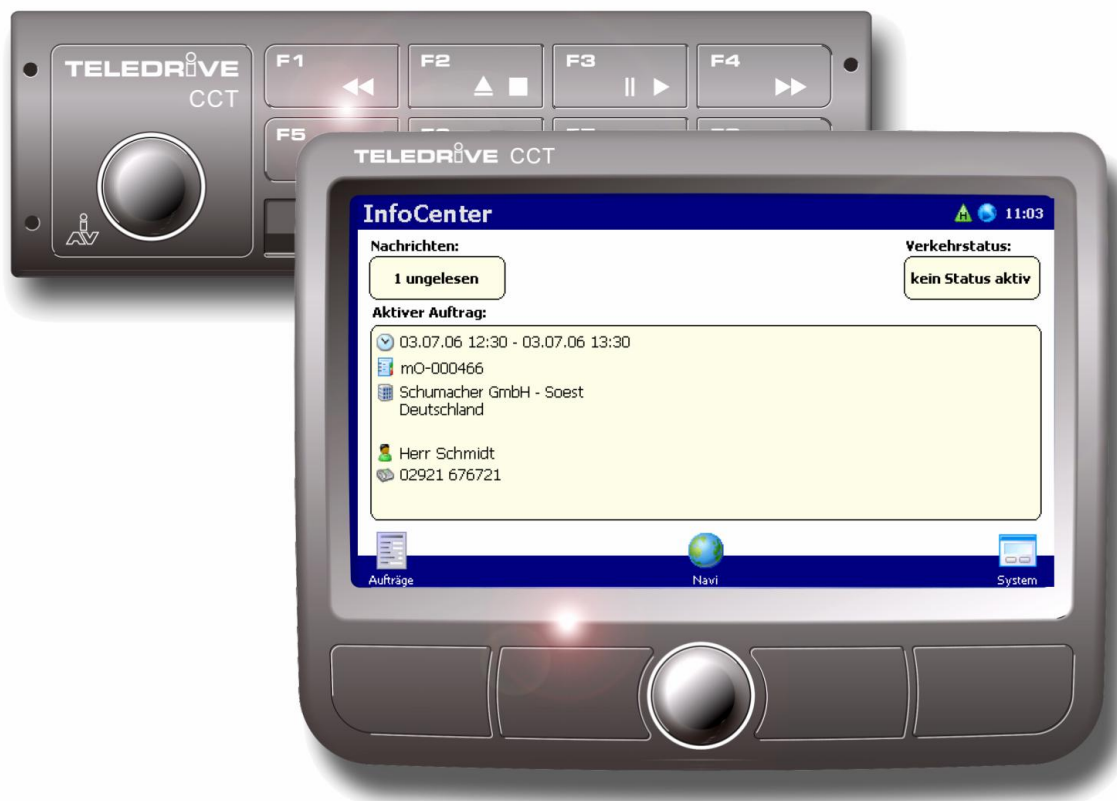 TELEDRiVE
CCT
F1
F2
F3
F4
F5
TELEDRiVE CCT
InfoCenter
11:03
Nachrichten:
Verkehrstatus:
1 ungelesen
kein Status aktiv
Aktiver Auftrag:
03.07.06 12:30 - 03.07.06 13:30
mO-000466
Schumacher GmbH - Soest
Deutschland
Herr Schmidt
02921 676721
Aufträge
Navi
System